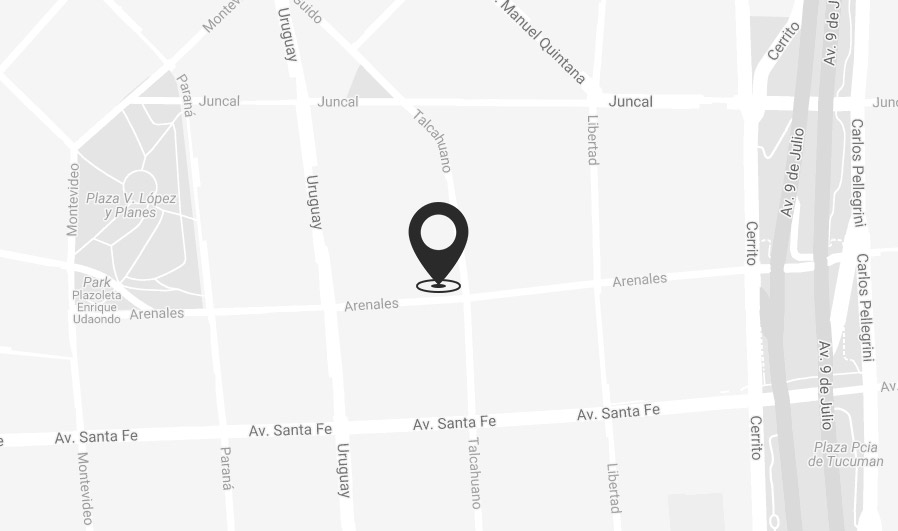 Montev
Uruguay
Guido
. Manuel Quintana
Cerrito
Av. 9 de J
Paraná
Juncal
Juncal
Juncal
Junc
Talcahuano
Libertad
Carlos Pellegrini
Av. 9 de Julio
Montevideo
Uruguay
Plaza V. López
y Planes
Cerrito
Carlos Pellegrini
Park
Plazoleta
Enrique
Udaondo
Arenales
Arenales
Arenales
Av. 9 de Julio
Av.
e
Av. Santa Fe
Av. Santa Fe
Av. Santa Fe
Av. Santa Fe
Montevideo
Paraná
Uruguay
Talcahuano
Libertad
Cerrito
Plaza Pcia
de Tucuman